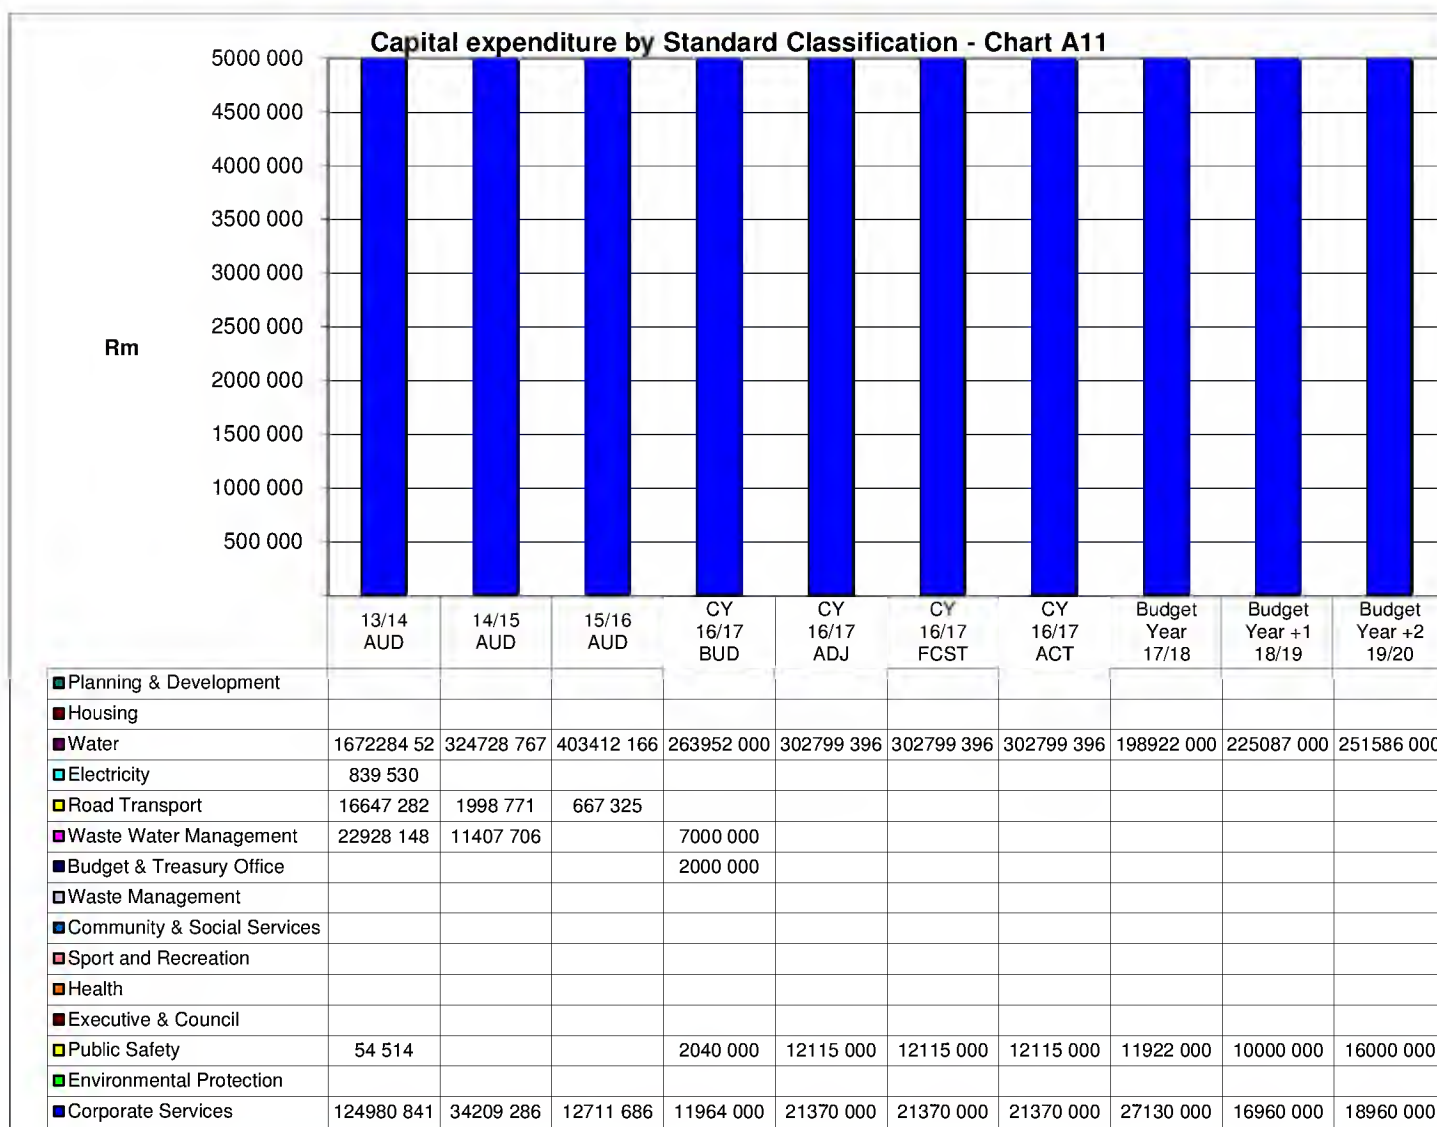 Capital expenditure by Standard Classification - Chart A11
5000 000
4500 000
4000 000
3500 000
3000 000
2500 000
Rm
2000 000
1500 000
1000 000
500 000
13/14 AUD 14/15 AUD 15/16 AUD CY 16/17 BUD CY 16/17 ADJ CY 16/17 FCST CY 16/17 ACT Budget Year 17/18 Budget Year +1 18/19 Budget Year +2 19/20
Planning & Development
Housing
Water 1672284 52 324728 767 403412 166 263952 000 302799 396 302799 396 302799 396 198922 000 225087 000 251586 000
Electricity 839 530
Road Transport 16647 282 1998 771 667 325
Waste Water Management 22928 148 11407 706 7000 000
Budget & Treasury Office 2000 000
Waste Management
Community & Social Services
Sport and Recreation
Health
Executive & Council
Public Safety 54 514 2040 000 12115 000 12115 000 12115 000 11922 000 10000 000 16000 000
Environmental Protection
Corporate Services 124980 841 34209 286 12711 686 11964 000 21370 000 21370 000 21370 000 27130 000 16960 000 18960 000